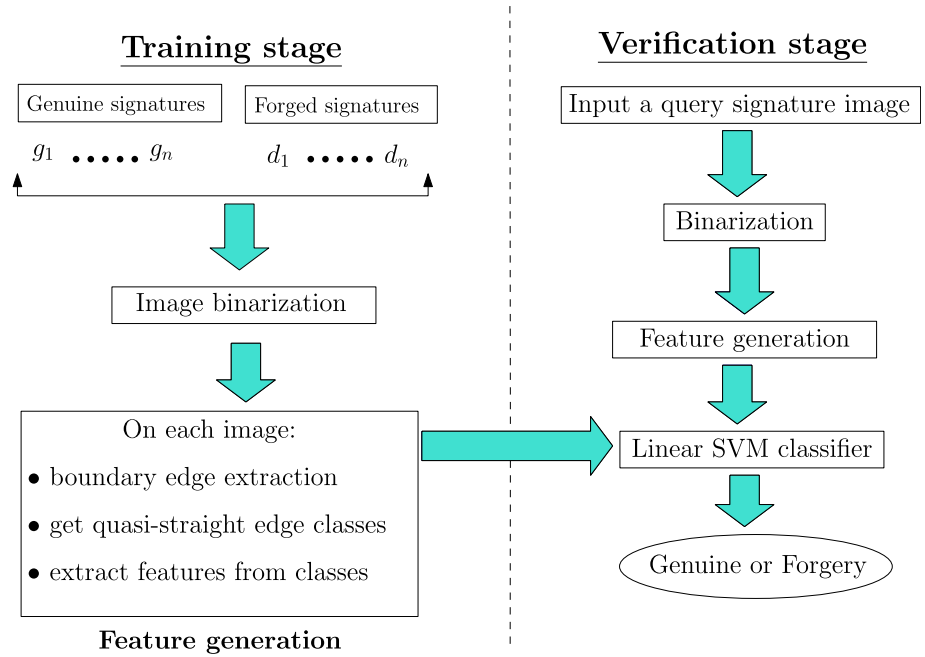 Training stage
Genuine signatures
Forged signatures
g1 ..... gn
d1 ..... dn
Image binarization
On each image:
• boundary edge extraction
• get quasi-straight edge classes
• extract features from classes
Feature generation
Verification stage
Input a query signature image
Binarization
Feature generation
Linear SVM classifier
Genuine or Forgery